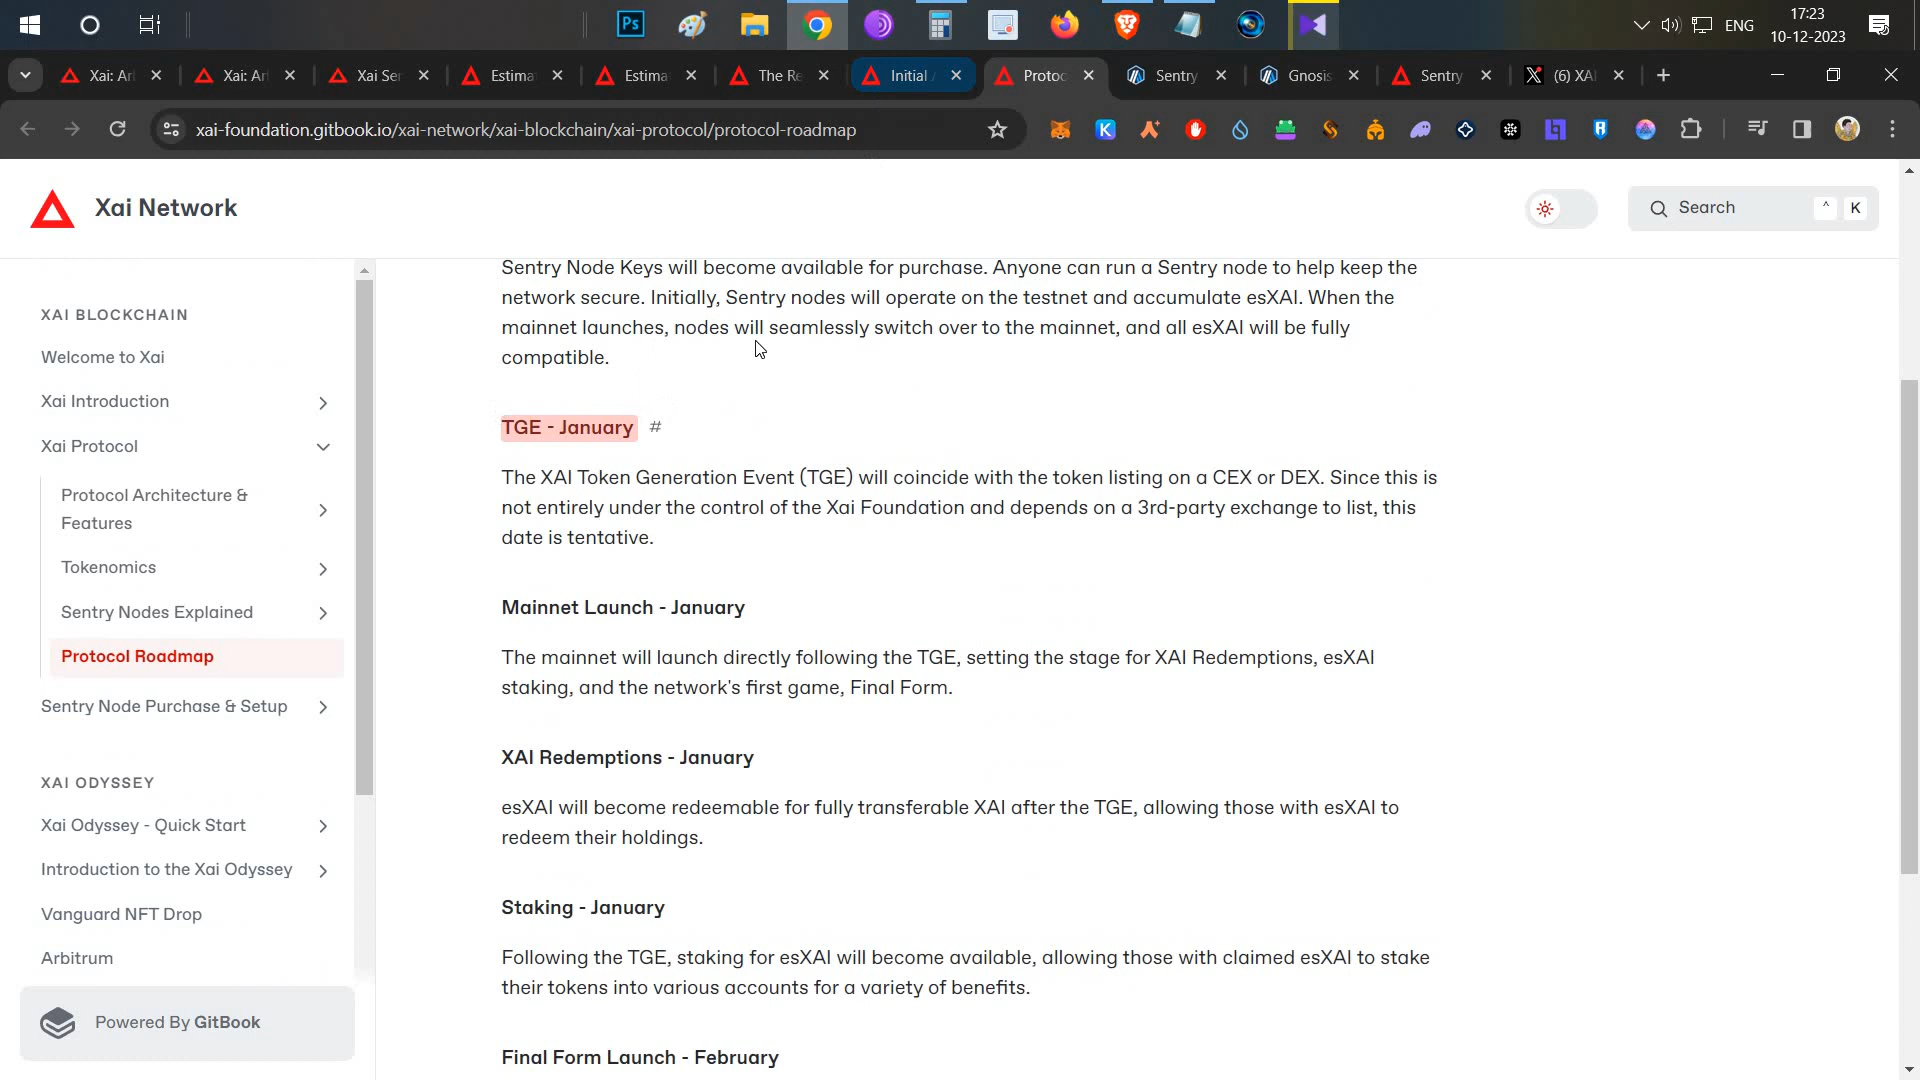 Ps
ENG
17:23
10-12-2023
Xai: Ar
Xai: Ar
Xai Ser
Estima
Estima
The Re
Initial
Protoc
Sentry
Gnosis
Sentry
(6) XAI
xai-foundation.gitbook.io/xai-network/xai-blockchain/xai-protocol/protocol-roadmap
Xai Network
Search
^ K
XAI BLOCKCHAIN
Welcome to Xai
Xai Introduction
Xai Protocol
Protocol Architecture &
Features
Tokenomics
Sentry Nodes Explained
Protocol Roadmap
Sentry Node Purchase & Setup
XAI ODYSSEY
Xai Odyssey - Quick Start
Introduction to the Xai Odyssey
Vanguard NFT Drop
Arbitrum
Powered By GitBook
Sentry Node Keys will become available for purchase. Anyone can run a Sentry node to help keep the
network secure. Initially, Sentry nodes will operate on the testnet and accumulate esXAI. When the
mainnet launches, nodes will seamlessly switch over to the mainnet, and all esXAI will be fully
compatible.
TGE - January #
The XAI Token Generation Event (TGE) will coincide with the token listing on a CEX or DEX. Since this is
not entirely under the control of the Xai Foundation and depends on a 3rd-party exchange to list, this
date is tentative.
Mainnet Launch - January
The mainnet will launch directly following the TGE, setting the stage for XAI Redemptions, esXAI
staking, and the network's first game, Final Form.
XAI Redemptions - January
esXAI will become redeemable for fully transferable XAI after the TGE, allowing those with esXAI to
redeem their holdings.
Staking - January
Following the TGE, staking for esXAI will become available, allowing those with claimed esXAI to stake
their tokens into various accounts for a variety of benefits.
Final Form Launch - February